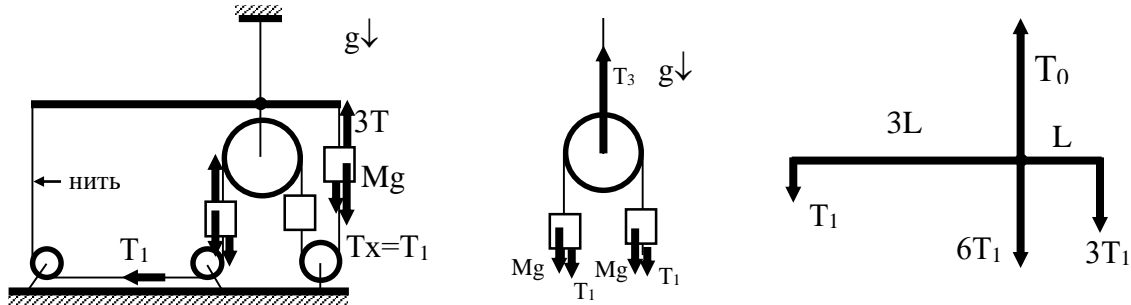 g↓
3T
Mg
нить
T₁
Tx=T₁
T₃
g↓
Mg
T₁
Mg
T₁
T₀
3L
L
T₁
6T₁
3T₁